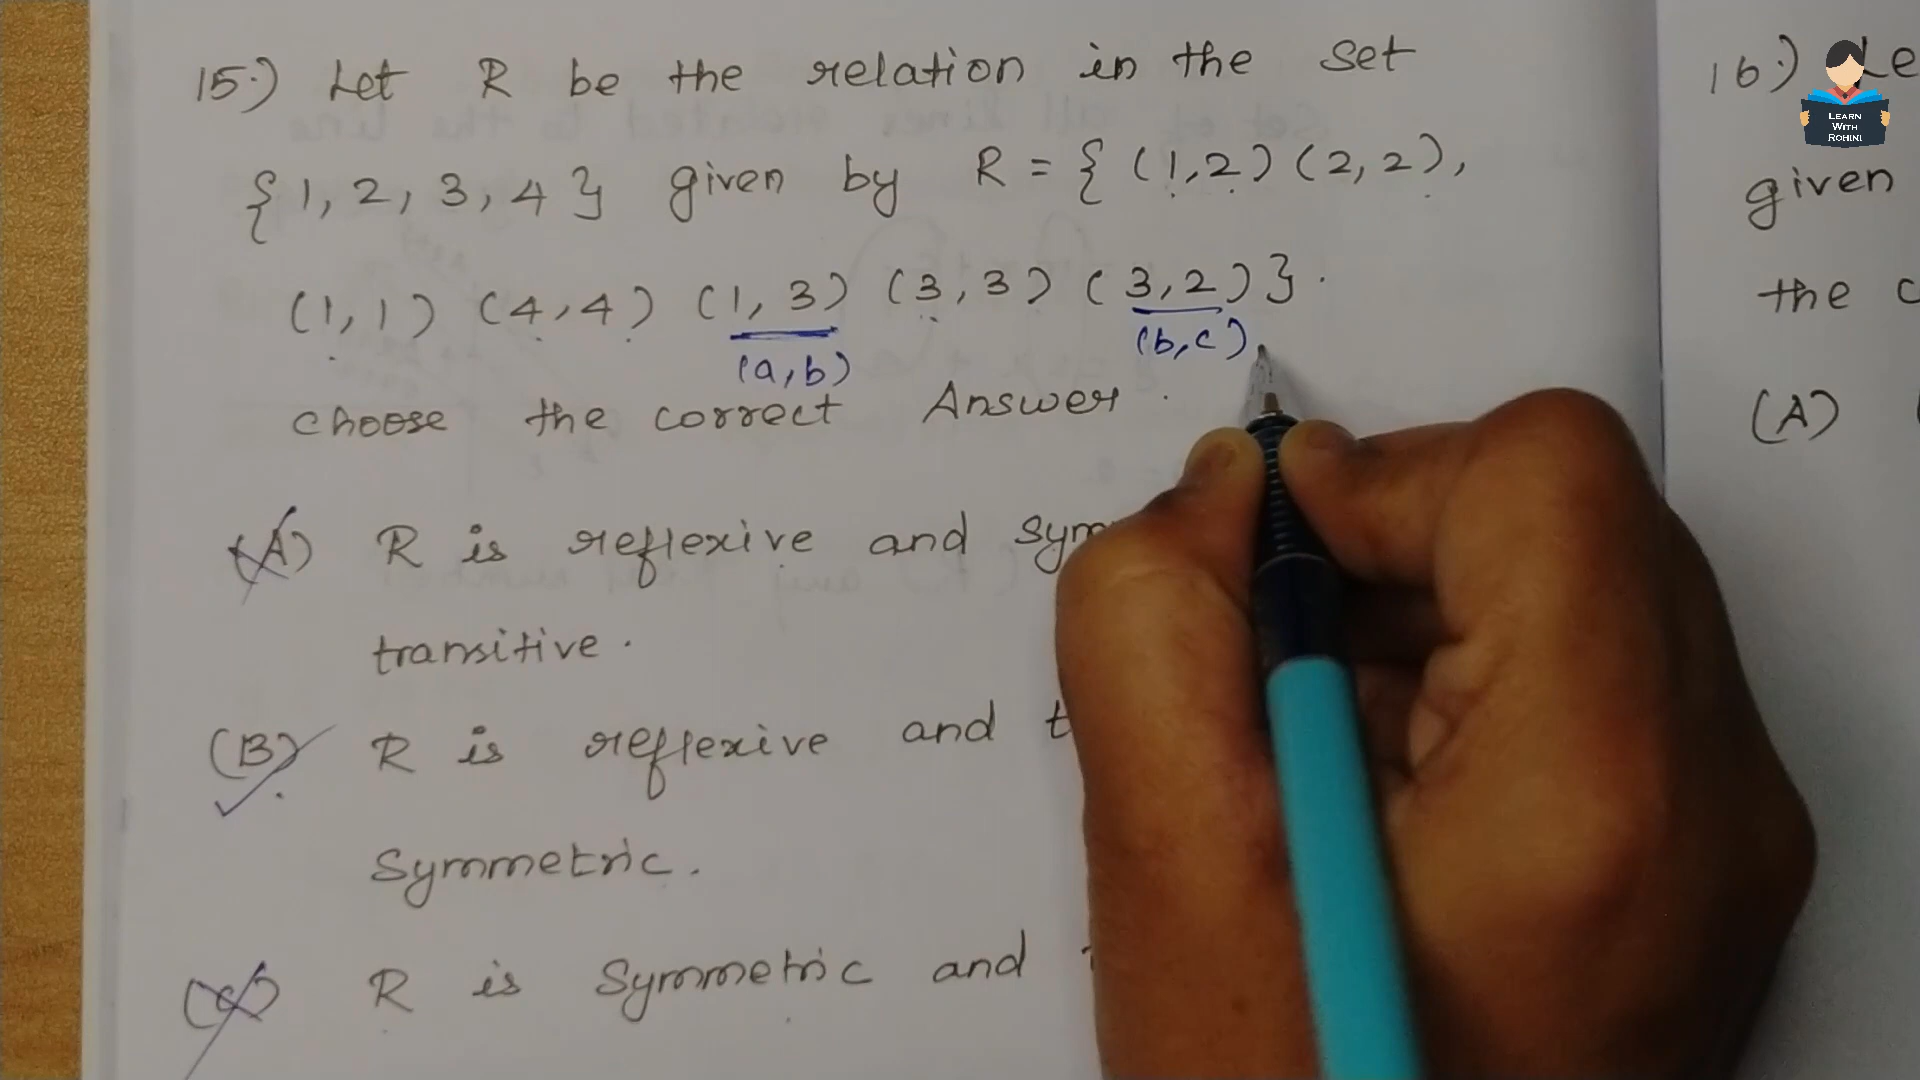 15.) Let R be the relation in the set
{1, 2, 3, 4} given by R = { (1,2) (2,2),
(1,1) (4,4) (1,3) (3,3) (3,2) }.
(a,b) (b,c)
choose the correct Answer.
(A) R is reflexive and sym
transitive.
(B) R is reflexive and t
Symmetric.
(C) R is Symmetric and
16.) Le
given
the c
(A)
LEARN
WITH
ROHINI